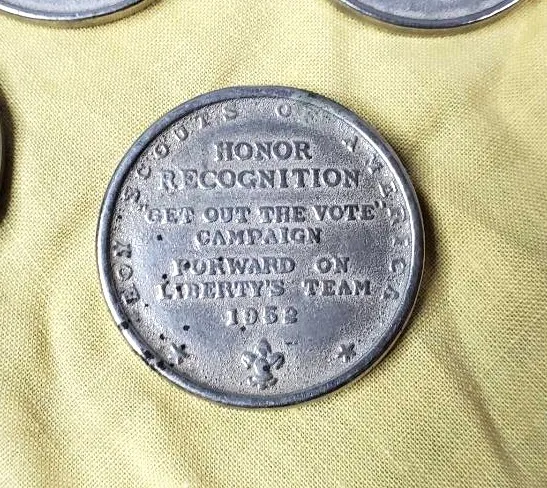 BOY SCOUTS OF AMERICA
HONOR
RECOGNITION
"GET OUT THE VOTE"
CAMPAIGN
FORWARD ON
LIBERTY'S TEAM
1952